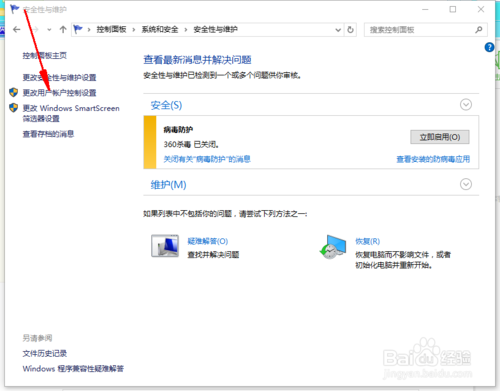 安全性与维护
控制面板 › 系统和安全 › 安全性与维护
搜索控制面板
控制面板主页
更改安全性与维护设置
更改用户帐户控制设置
更改 Windows SmartScreen
筛选器设置
查看存档的消息
查看最新消息并解决问题
安全性与维护已检测到一个或多个问题供你审核。
安全(S)
病毒防护
360杀毒 已关闭。
立即启用(O)
关闭有关"病毒防护"的消息
查看安装的防病毒应用
维护(M)
如果列表中不包括你的问题，请尝试下列方法之一:
疑难解答(O)
查找并解决问题
恢复(R)
恢复电脑而不影响文件，或者
初始化电脑并重新开始。
另请参阅
文件历史记录
Windows 程序兼容性疑难解答
Baidu 经验
jingyan.baidu.com